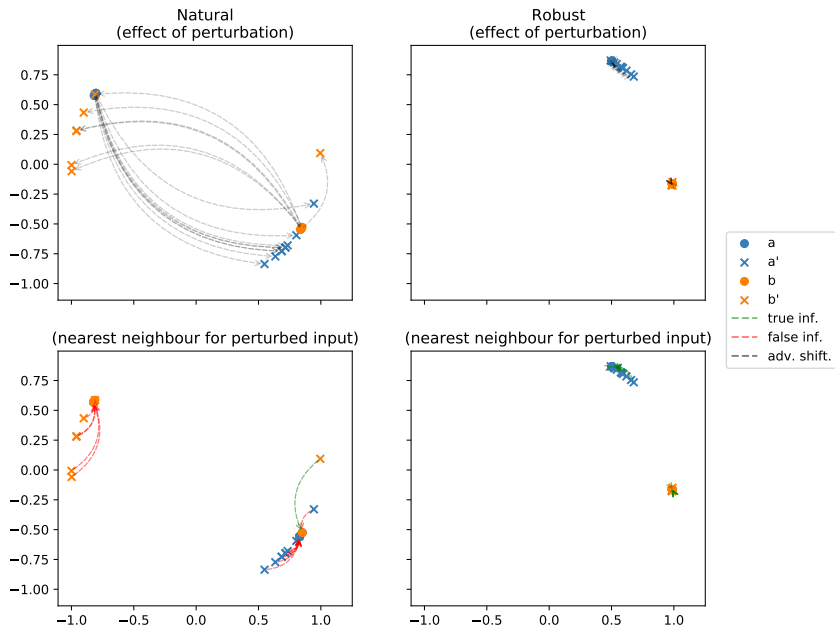 Natural
(effect of perturbation)
Robust
(effect of perturbation)
0.75
0.50
0.25
0.00
−0.25
−0.50
−0.75
−1.00
a
a'
b
b'
true inf.
false inf.
adv. shift.
(nearest neighbour for perturbed input)
(nearest neighbour for perturbed input)
0.75
0.50
0.25
0.00
−0.25
−0.50
−0.75
−1.00
−1.0
−0.5
0.0
0.5
1.0
−1.0
−0.5
0.0
0.5
1.0